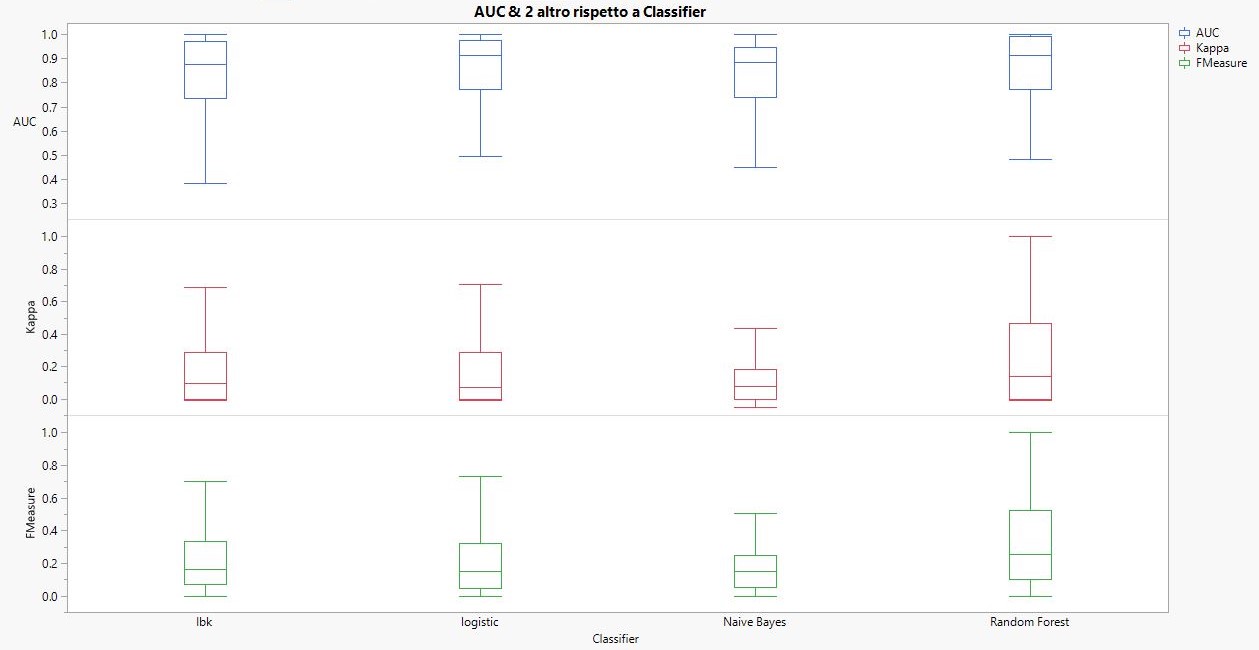 AUC & 2 altro rispetto a Classifier
AUC
Kappa
FMeasure
1.0
0.9
0.8
0.7
AUC
0.6
0.5
0.4
0.3
1.0
0.8
0.6
Kappa
0.4
0.2
0.0
1.0
0.8
0.6
FMeasure
0.4
0.2
0.0
Ibk logistic Naive Bayes Random Forest
Classifier